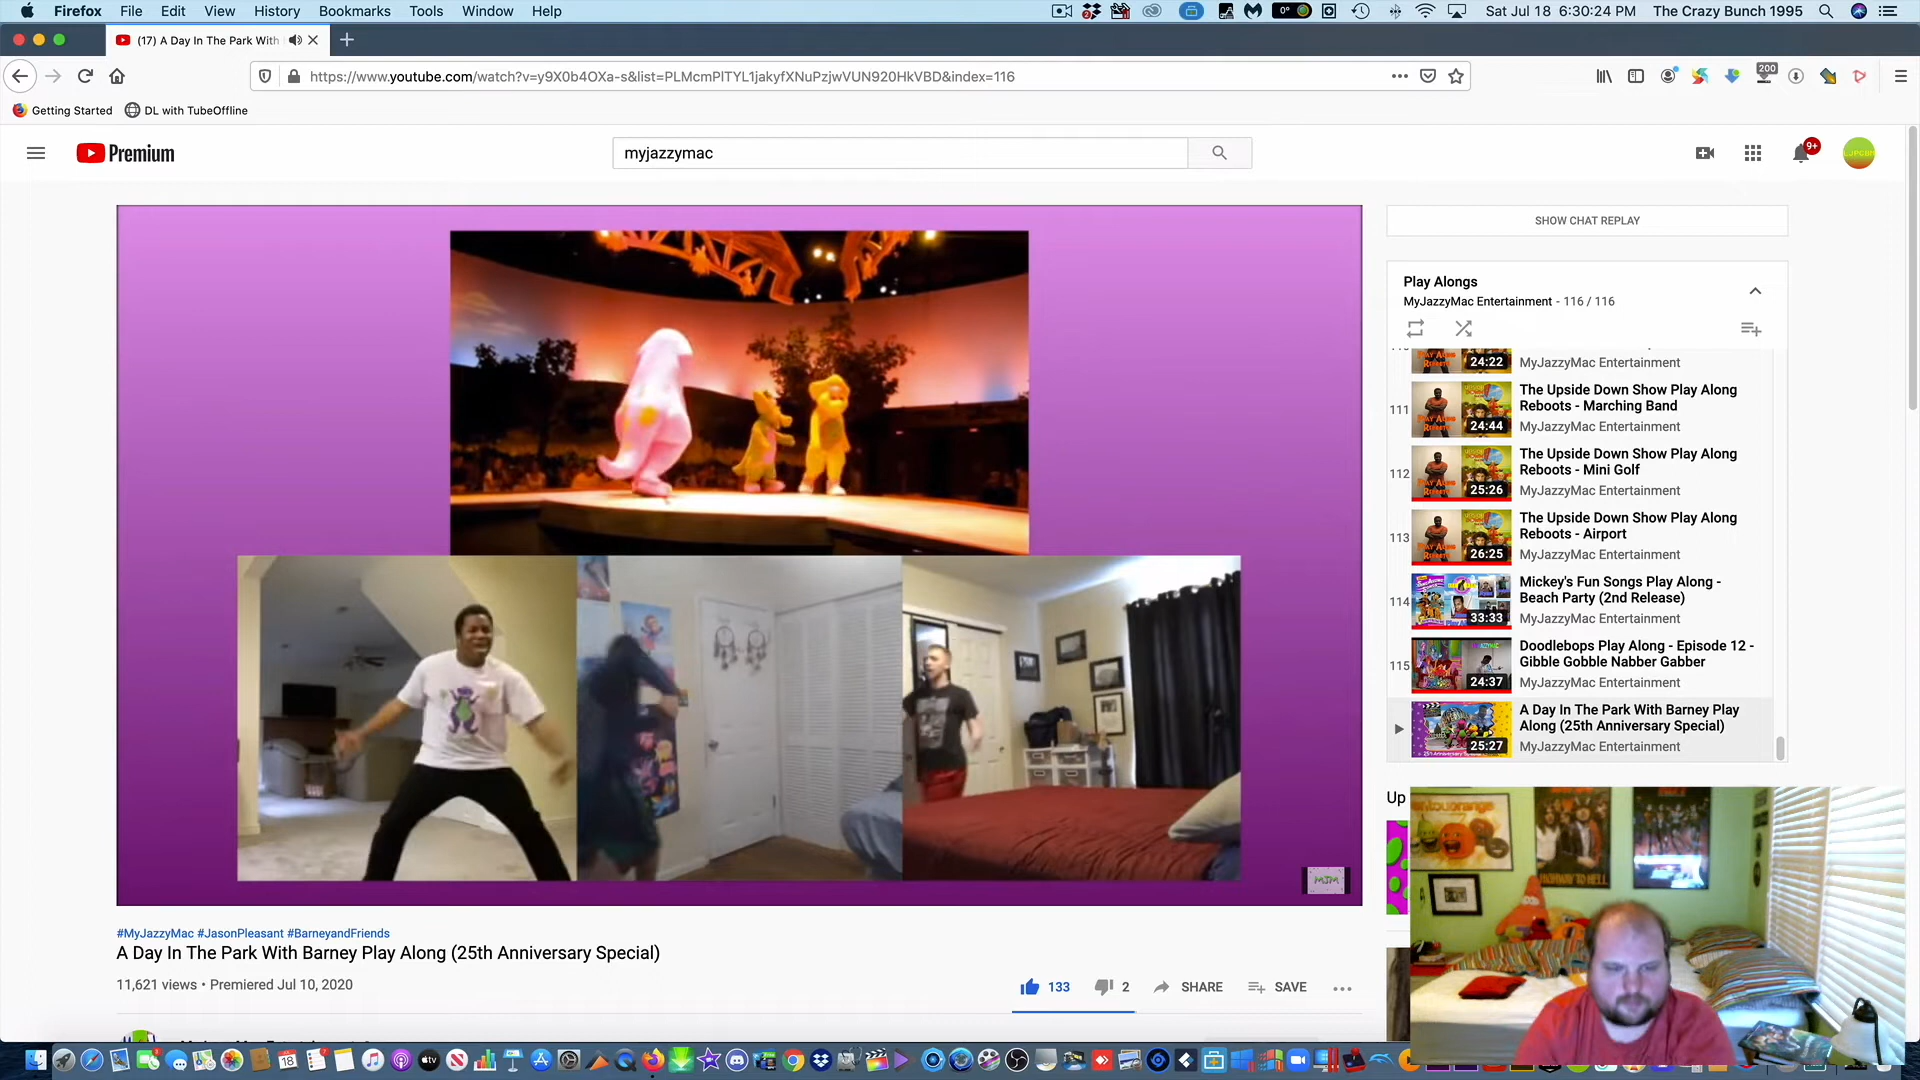 Firefox File Edit View History Bookmarks Tools Window Help
0° Sat Jul 18 6:30:24 PM The Crazy Bunch 1995
(17) A Day In The Park With
https://www.youtube.com/watch?v=y9X0b4OXa-s&list=PLMcmPlTYL1jakyfXNuPzjwVUN920HkVBD&index=116
200
Getting Started DL with TubeOffline
Premium
myjazzymac
9+
SHOW CHAT REPLAY
Play Alongs
MyJazzyMac Entertainment - 116 / 116
24:22
MyJazzyMac Entertainment
111
The Upside Down Show Play Along
Reboots - Marching Band
24:44
MyJazzyMac Entertainment
112
The Upside Down Show Play Along
Reboots - Mini Golf
25:26
MyJazzyMac Entertainment
113
The Upside Down Show Play Along
Reboots - Airport
26:25
MyJazzyMac Entertainment
114
Mickey's Fun Songs Play Along -
Beach Party (2nd Release)
33:33
MyJazzyMac Entertainment
115
Doodlebops Play Along - Episode 12 -
Gibble Gobble Nabber Gabber
24:37
MyJazzyMac Entertainment
A Day In The Park With Barney Play
Along (25th Anniversary Special)
25:27
MyJazzyMac Entertainment
Up
MJM
HIGHWAY TO HELL
#MyJazzyMac #JasonPleasant #BarneyandFriends
A Day In The Park With Barney Play Along (25th Anniversary Special)
11,621 views • Premiered Jul 10, 2020
133 2 SHARE SAVE